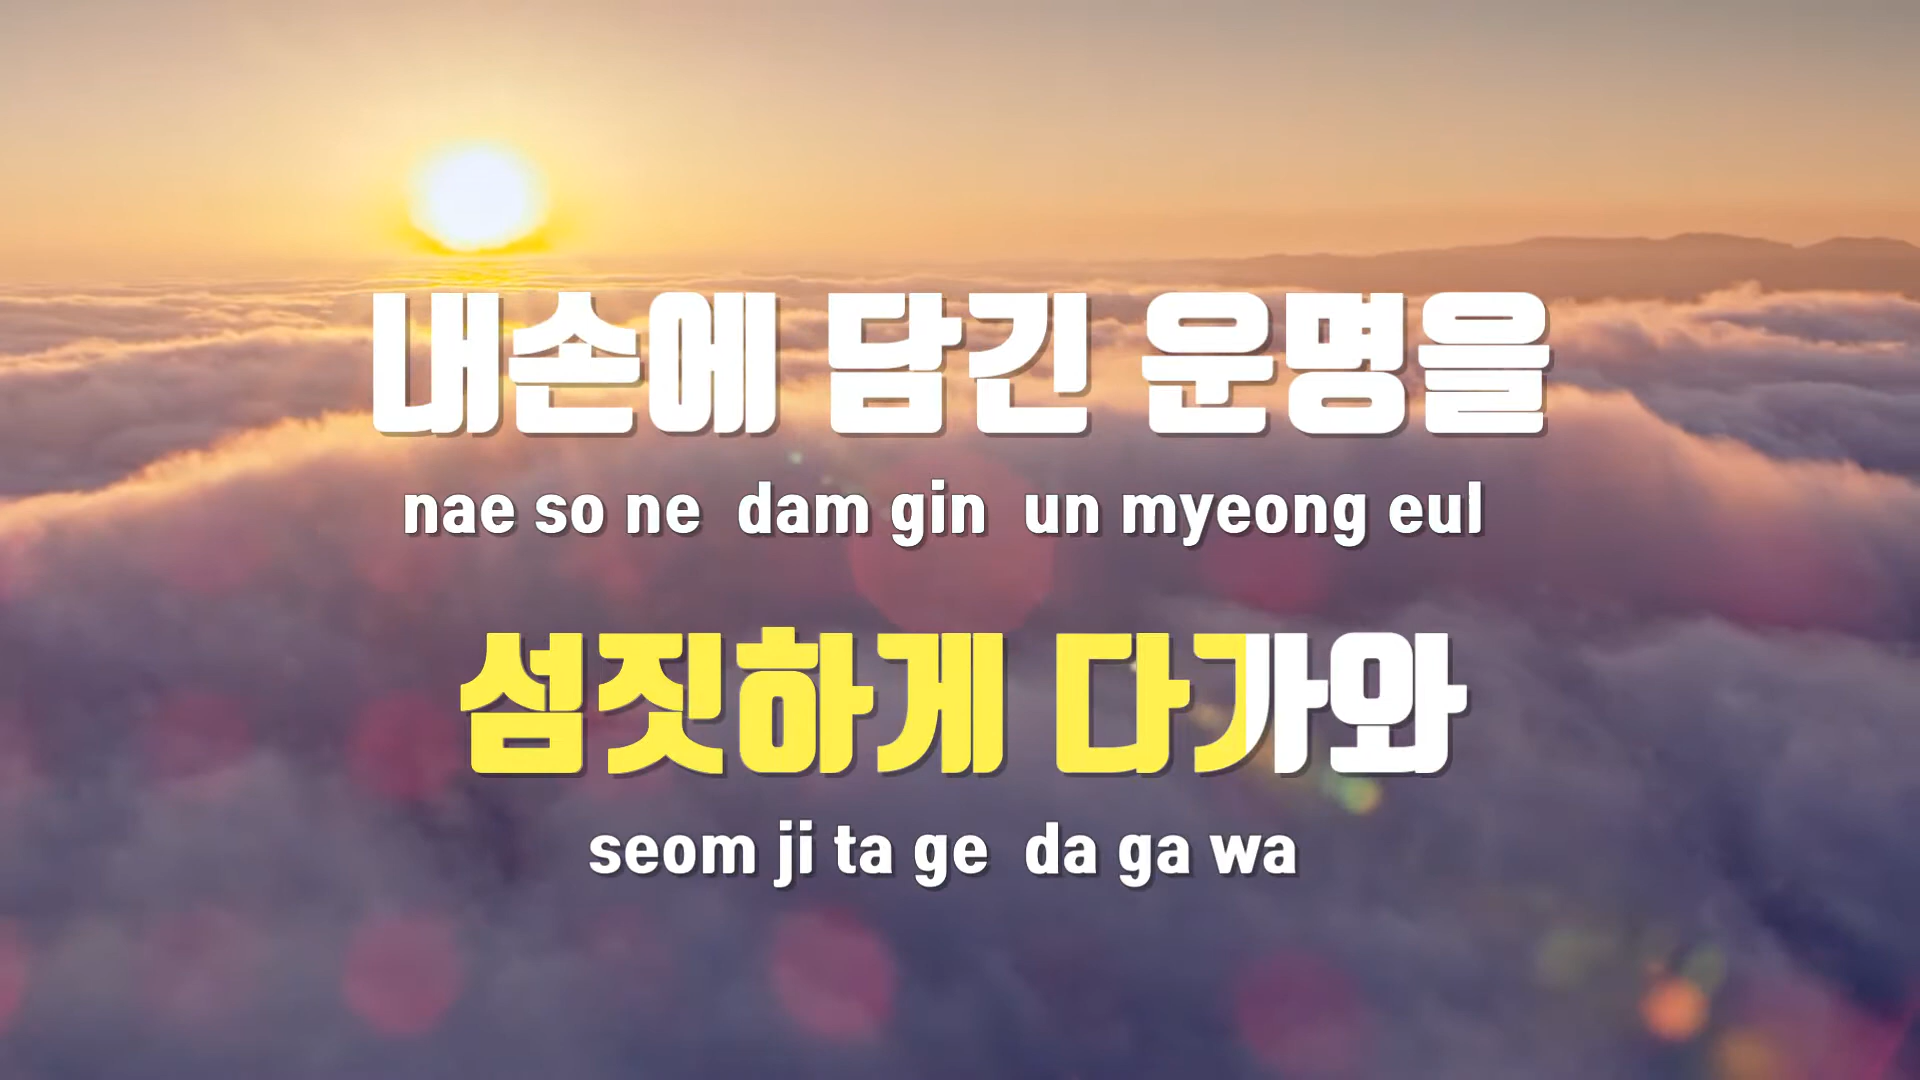 내손에 담긴 운명을
nae so ne dam gin un myeong eul
섬짓하게 다가와
seom ji ta ge da ga wa